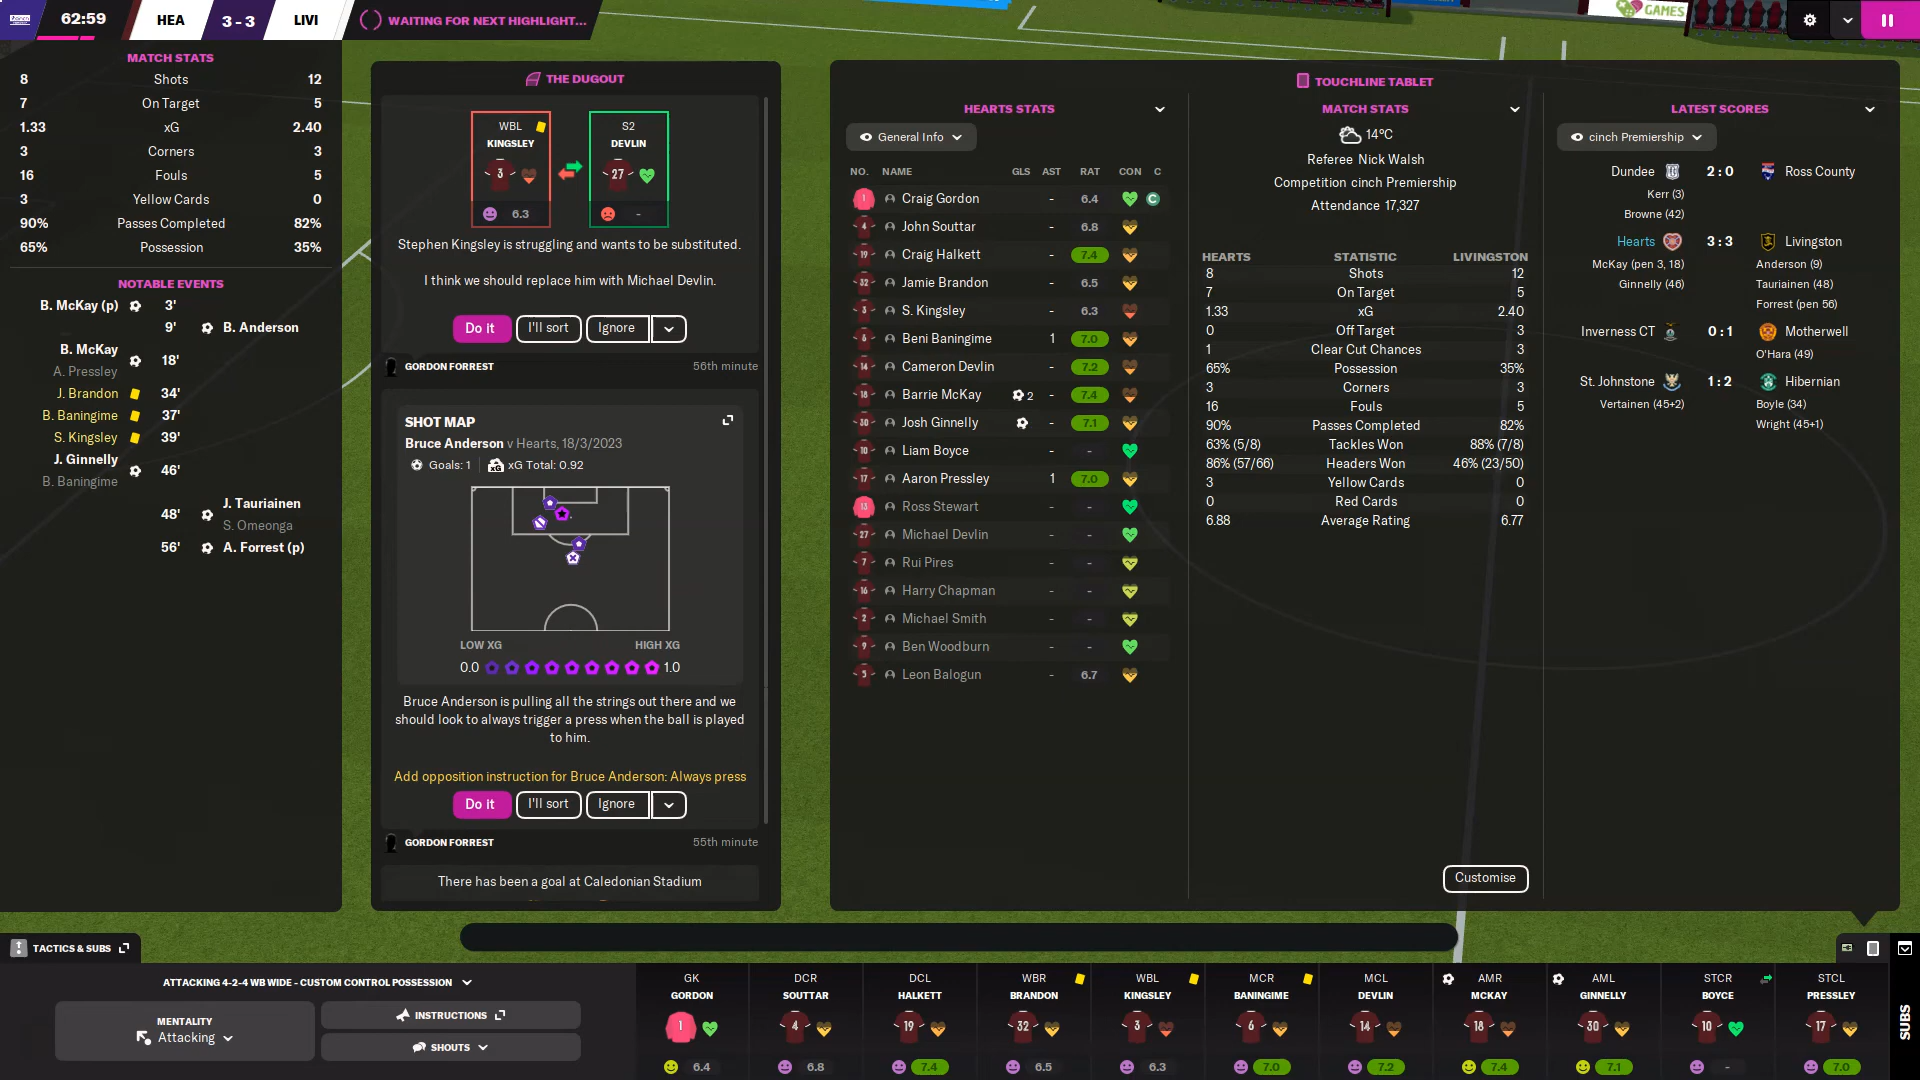 62:59 HEA 3 - 3 LIVI WAITING FOR NEXT HIGHLIGHT...
GAMES
MATCH STATS
8 Shots 12
7 On Target 5
1.33 xG 2.40
3 Corners 3
16 Fouls 5
3 Yellow Cards 0
90% Passes Completed 82%
65% Possession 35%
NOTABLE EVENTS
B. McKay (p) 3'
9' B. Anderson
B. McKay
18'
A. Pressley
J. Brandon 34'
B. Baningime 37'
S. Kingsley 39'
J. Ginnelly
46'
B. Baningime
J. Tauriainen
48'
S. Omeonga
56' A. Forrest (p)
THE DUGOUT
WBL S2
KINGSLEY DEVLIN
3 27
6.3 -
Stephen Kingsley is struggling and wants to be substituted.
I think we should replace him with Michael Devlin.
Do it I'll sort Ignore
GORDON FORREST 56th minute
SHOT MAP
Bruce Anderson v Hearts, 18/3/2023
Goals: 1 xG Total: 0.92
LOW XG HIGH XG
0.0 1.0
Bruce Anderson is pulling all the strings out there and we
should look to always trigger a press when the ball is played
to him.
Add opposition instruction for Bruce Anderson: Always press
Do it I'll sort Ignore
GORDON FORREST 55th minute
There has been a goal at Caledonian Stadium
TOUCHLINE TABLET
HEARTS STATS
General Info
NO. NAME GLS AST RAT CON C
1 Craig Gordon - 6.4 C
4 John Souttar - 6.8
19 Craig Halkett - 7.4
32 Jamie Brandon - 6.5
3 S. Kingsley - 6.3
6 Beni Baningime 1 7.0
14 Cameron Devlin - 7.2
18 Barrie McKay 2 - 7.4
30 Josh Ginnelly - 7.1
10 Liam Boyce - -
17 Aaron Pressley 1 7.0
13 Ross Stewart - -
27 Michael Devlin - -
7 Rui Pires - -
16 Harry Chapman - -
2 Michael Smith - -
9 Ben Woodburn - -
5 Leon Balogun - 6.7
MATCH STATS
14°C
Referee Nick Walsh
Competition cinch Premiership
Attendance 17,327
HEARTS STATISTIC LIVINGSTON
8 Shots 12
7 On Target 5
1.33 xG 2.40
0 Off Target 3
1 Clear Cut Chances 3
65% Possession 35%
3 Corners 3
16 Fouls 5
90% Passes Completed 82%
63% (5/8) Tackles Won 88% (7/8)
86% (57/66) Headers Won 46% (23/50)
3 Yellow Cards 0
0 Red Cards 0
6.88 Average Rating 6.77
Customise
LATEST SCORES
cinch Premiership
Dundee 2:0 Ross County
Kerr (3)
Browne (42)
Hearts 3:3 Livingston
McKay (pen 3, 18) Anderson (9)
Ginnelly (46) Tauriainen (48)
Forrest (pen 56)
Inverness CT 0:1 Motherwell
O'Hara (49)
St. Johnstone 1:2 Hibernian
Vertainen (45+2) Boyle (34)
Wright (45+1)
TACTICS & SUBS
ATTACKING 4-2-4 WB WIDE - CUSTOM CONTROL POSSESSION
MENTALITY
Attacking
INSTRUCTIONS
SHOUTS
GK DCR DCL WBR WBL MCR MCL AMR AML STCR STCL
GORDON SOUTTAR HALKETT BRANDON KINGSLEY BANINGIME DEVLIN MCKAY GINNELLY BOYCE PRESSLEY
1 4 19 32 3 6 14 18 30 10 17
6.4 6.8 7.4 6.5 6.3 7.0 7.2 7.4 7.1 - 7.0
SUBS